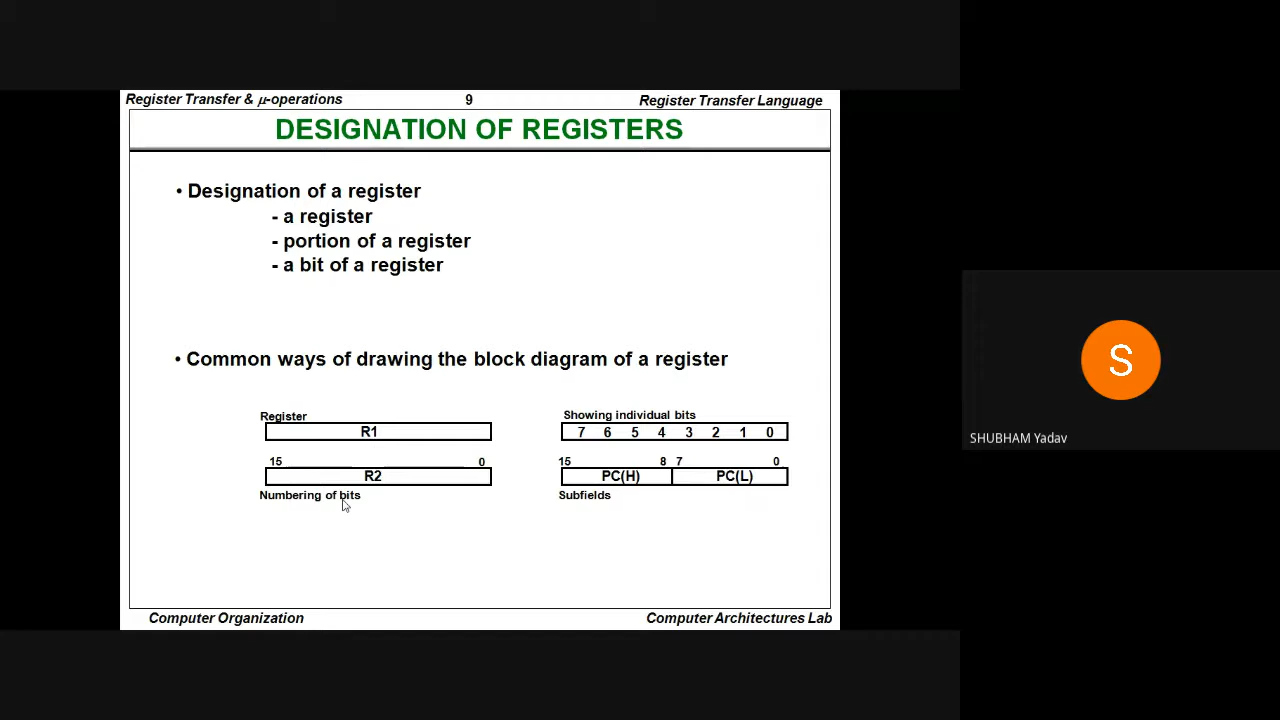 Register Transfer & μ-operations 9 Register Transfer Language
DESIGNATION OF REGISTERS
• Designation of a register
- a register
- portion of a register
- a bit of a register
• Common ways of drawing the block diagram of a register
Register
R1
Showing individual bits
7 6 5 4 3 2 1 0
15 0
R2
Numbering of bits
15 8 7 0
PC(H) PC(L)
Subfields
Computer Organization Computer Architectures Lab
S
SHUBHAM Yadav